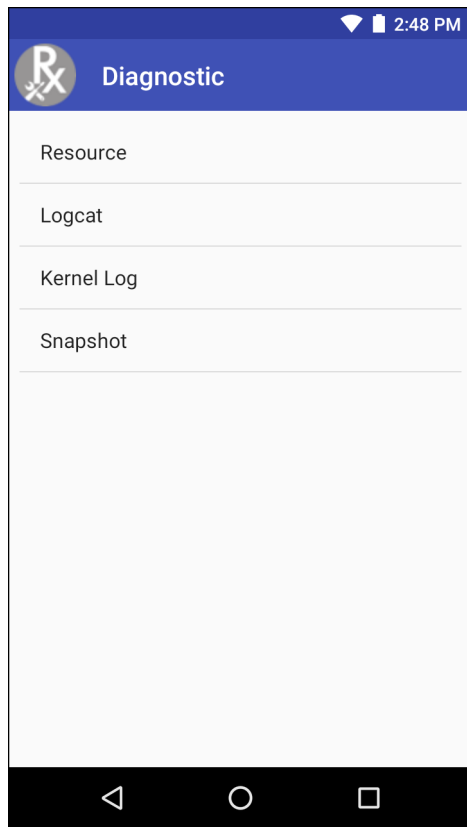 2:48 PM
Rx
Diagnostic
Resource
Logcat
Kernel Log
Snapshot